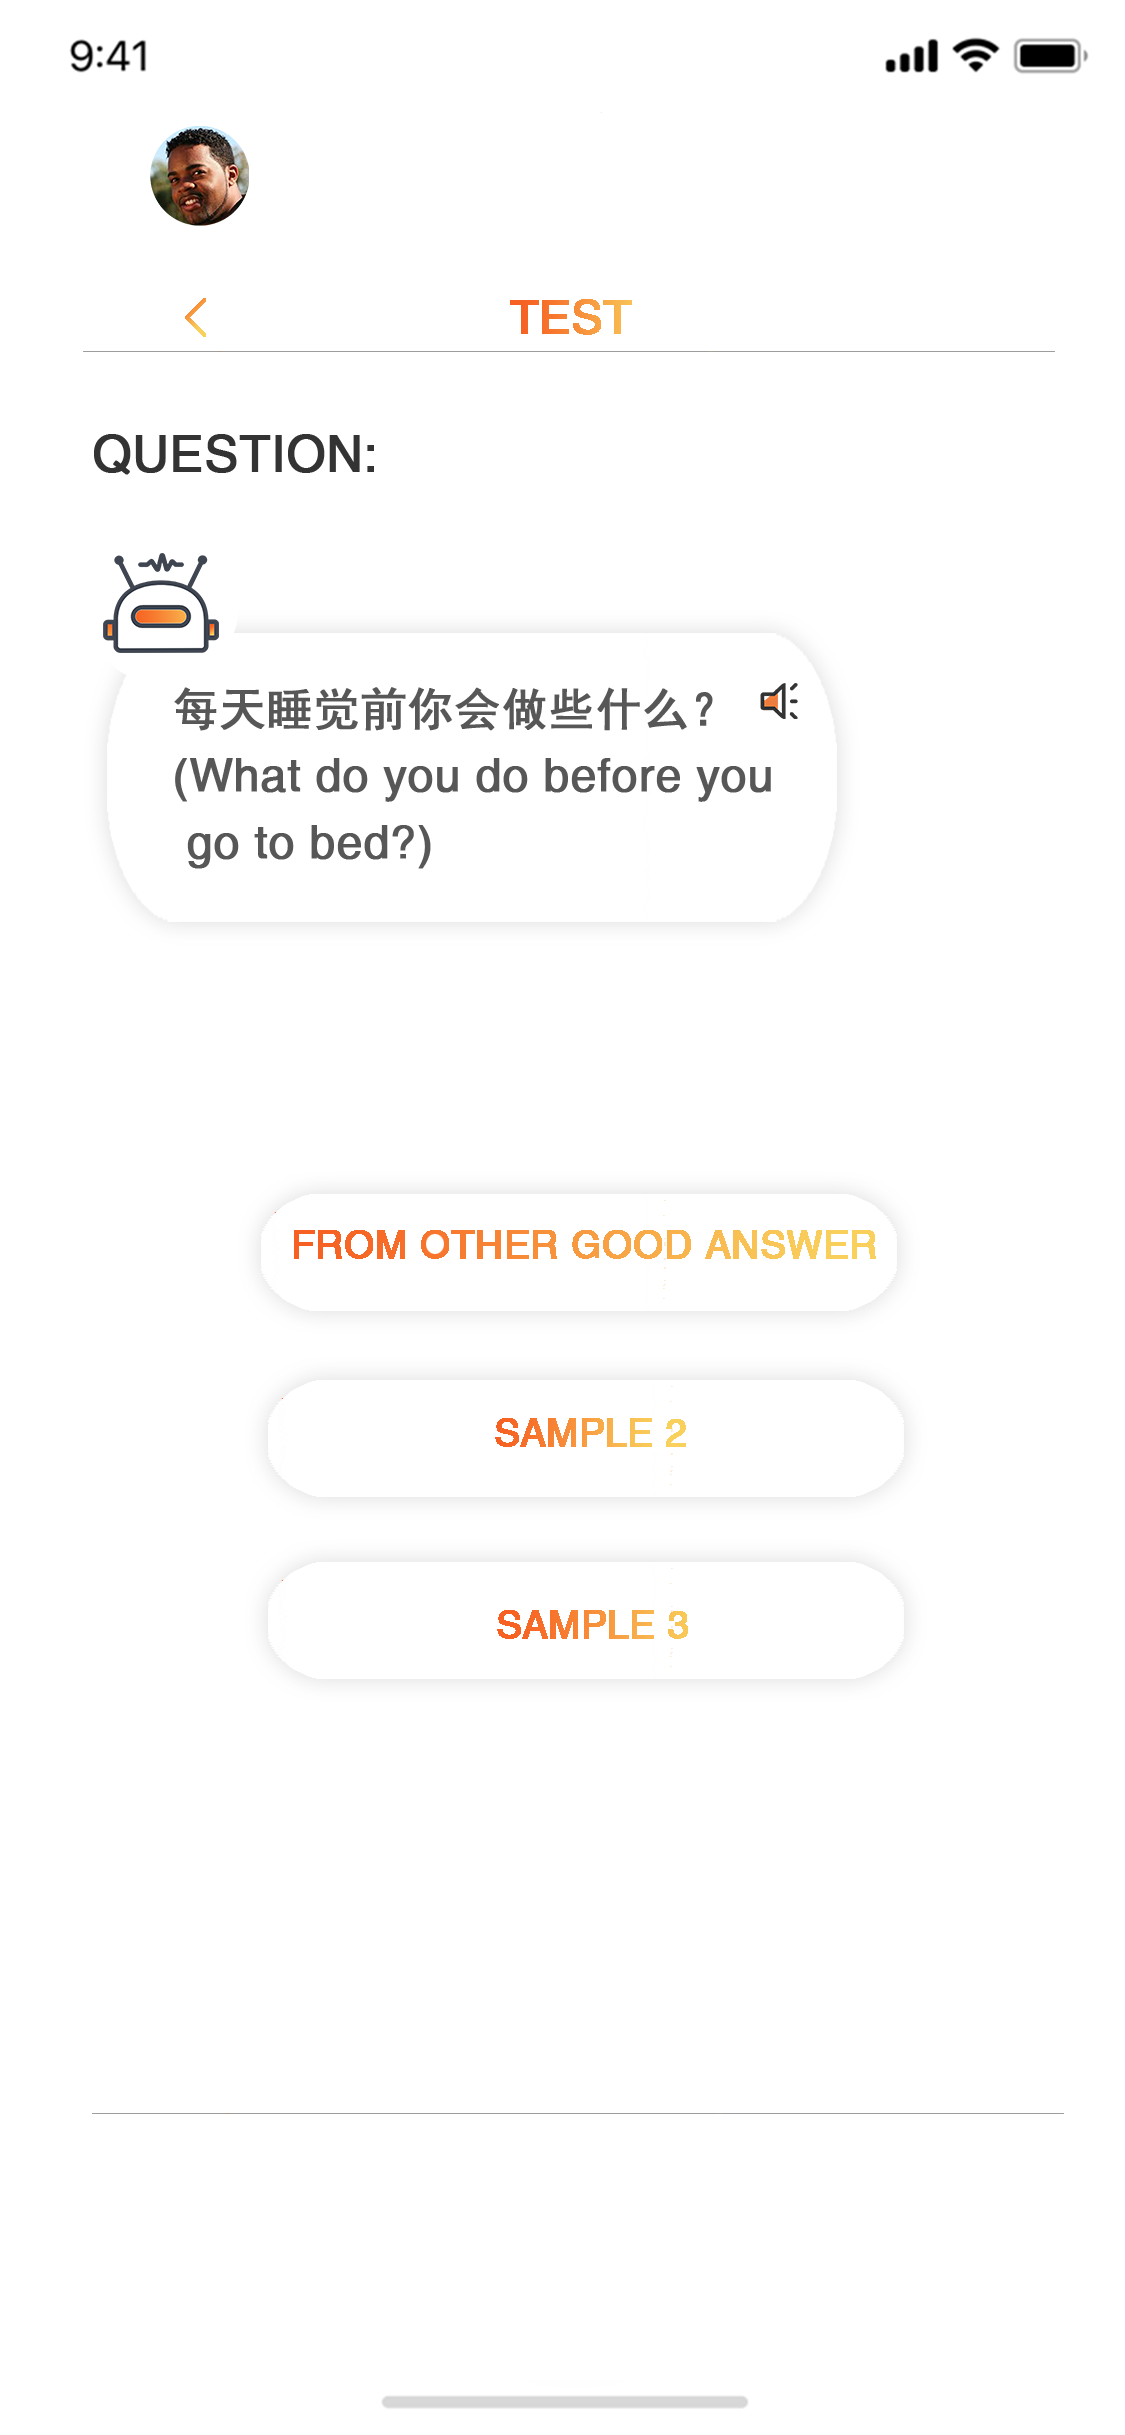 9:41
TEST
QUESTION:
每天睡觉前你会做些什么？
(What do you do before you
go to bed?)
FROM OTHER GOOD ANSWER
SAMPLE 2
SAMPLE 3